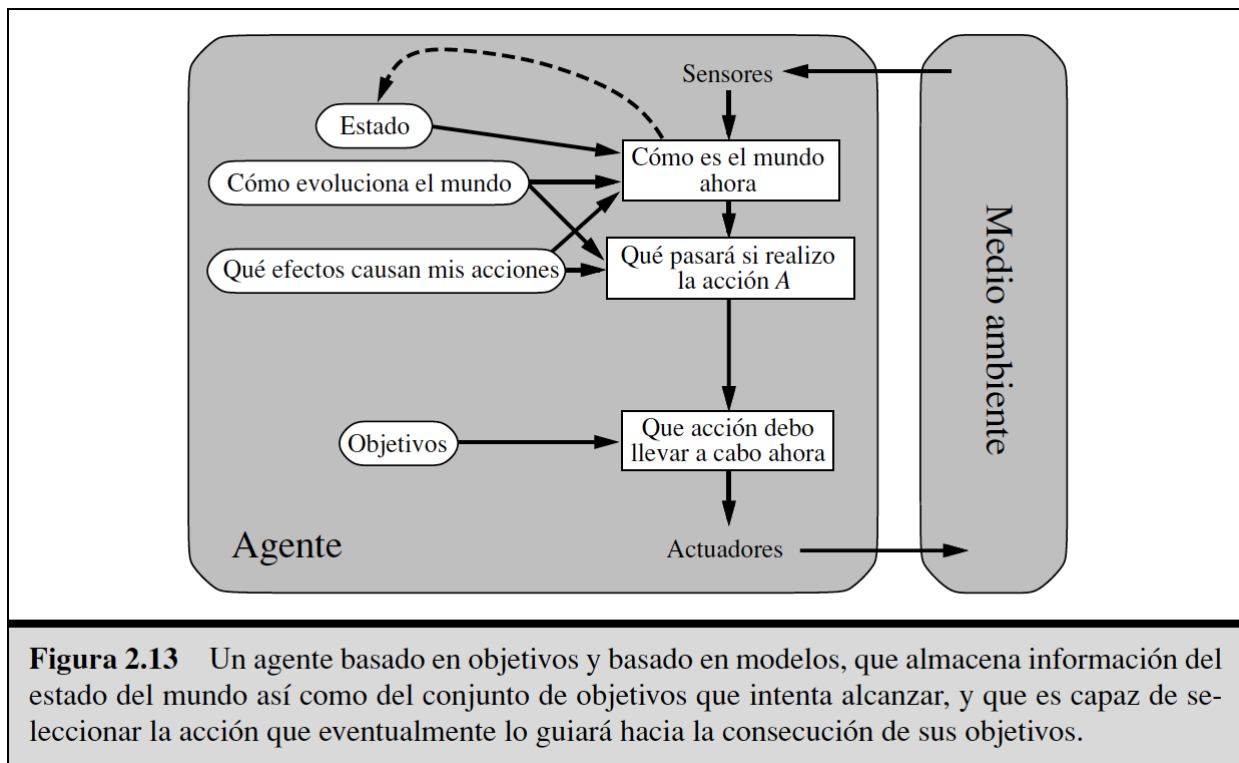 Sensores
Estado
Cómo es el mundo
ahora
Cómo evoluciona el mundo
Qué efectos causan mis acciones
Qué pasará si realizo
la acción A
Objetivos
Que acción debo
llevar a cabo ahora
Agente
Actuadores
Medio ambiente
Figura 2.13 Un agente basado en objetivos y basado en modelos, que almacena información del
estado del mundo así como del conjunto de objetivos que intenta alcanzar, y que es capaz de se-
leccionar la acción que eventualmente lo guiará hacia la consecución de sus objetivos.